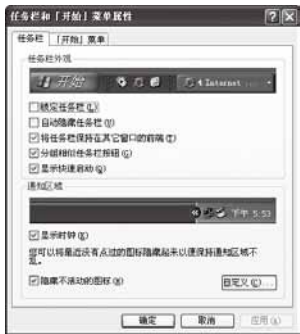 任务栏和「开始」菜单属性
任务栏
「开始」菜单
任务栏外观
开始
4 Internet ...
锁定任务栏(L)
自动隐藏任务栏(U)
将任务栏保持在其它窗口的前端(T)
分组相似任务栏按钮(G)
显示快速启动(Q)
通知区域
下午 5:53
显示时钟(K)
您可以将最近没有点过的图标隐藏起来以便保持通知区域不乱。
隐藏不活动的图标(H)
自定义(C)...
确定
取消
应用(A)